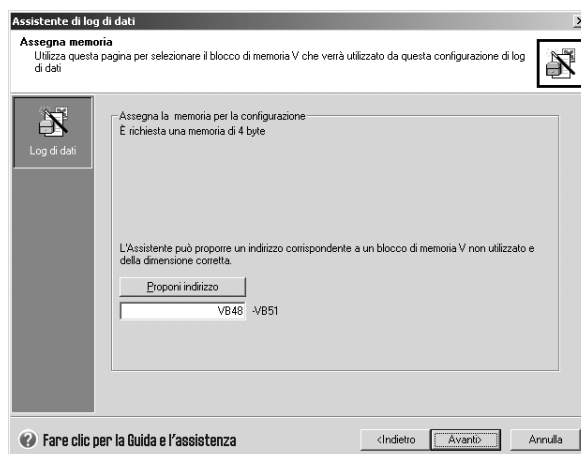 Assistente di log di dati
Assegna memoria
Utilizza questa pagina per selezionare il blocco di memoria V che verrà utilizzato da questa configurazione di log
di dati
Log di dati
Assegna la memoria per la configurazione
È richiesta una memoria di 4 byte
L'Assistente può proporre un indirizzo corrispondente a un blocco di memoria V non utilizzato e
della dimensione corretta.
Proponi indirizzo
VB48 -VB51
Fare clic per la Guida e l'assistenza
<Indietro Avanti> Annulla